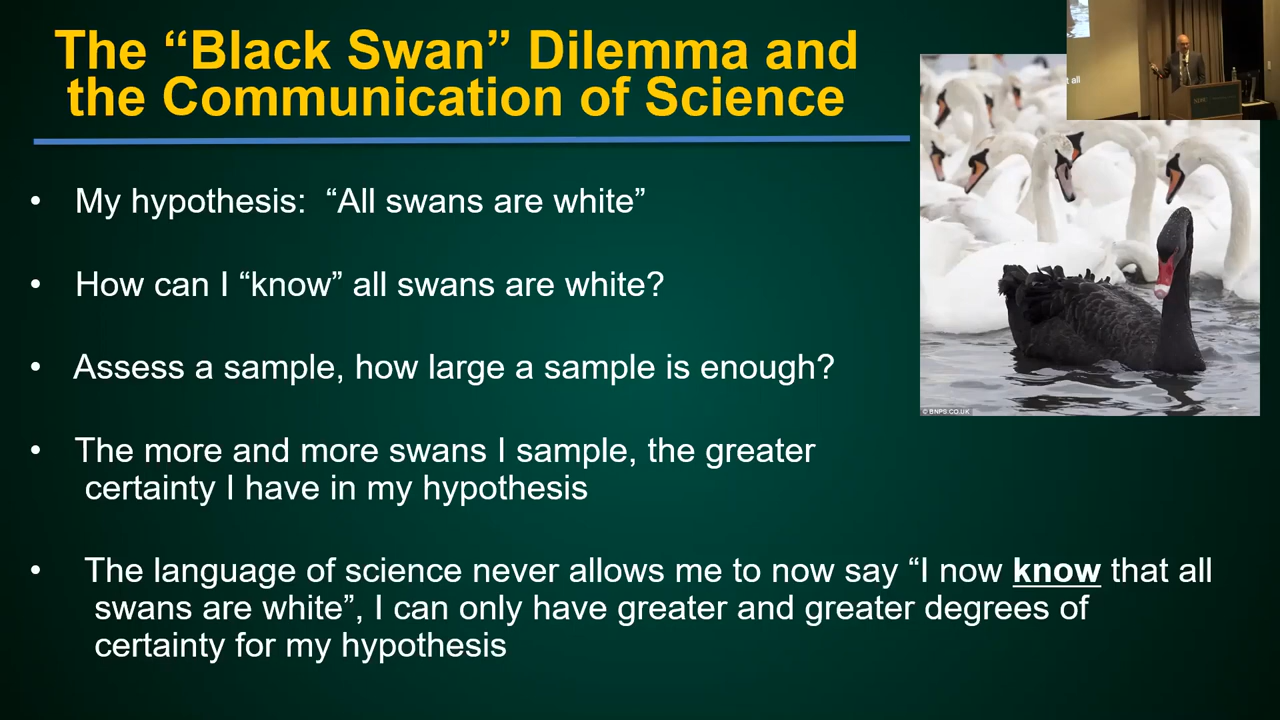 The “Black Swan” Dilemma and
the Communication of Science
• My hypothesis: “All swans are white”
• How can I “know” all swans are white?
• Assess a sample, how large a sample is enough?
• The more and more swans I sample, the greater
certainty I have in my hypothesis
• The language of science never allows me to now say “I now know that all
swans are white”, I can only have greater and greater degrees of
certainty for my hypothesis
© BNPS.CO.UK
t all